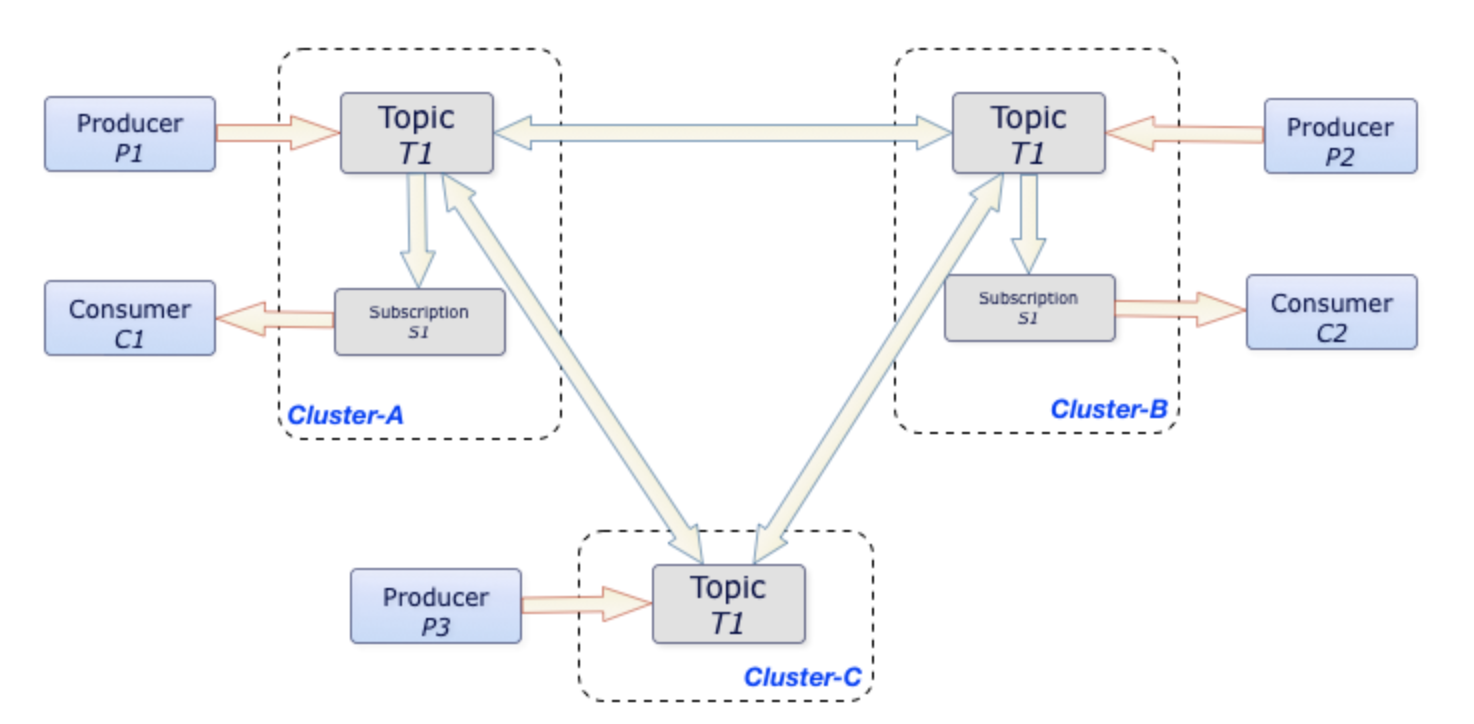 Producer
P1
Topic
T1
Topic
T1
Producer
P2
Consumer
C1
Subscription
S1
Subscription
S1
Consumer
C2
Cluster-A
Cluster-B
Producer
P3
Topic
T1
Cluster-C